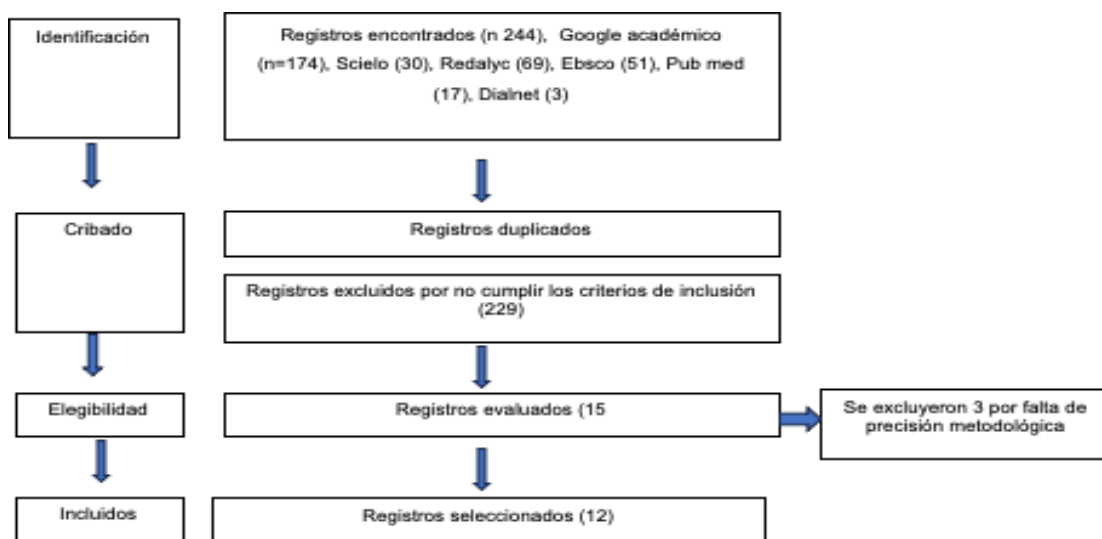 Identificación
Registros encontrados (n 244), Google académico
(n=174), Scielo (30), Redalyc (69), Ebsco (51), Pub med
(17), Dialnet (3)
Cribado
Registros duplicados
Registros excluidos por no cumplir los criterios de inclusión
(229)
Elegibilidad
Registros evaluados (15
Se excluyeron 3 por falta de
precisión metodológica
Incluidos
Registros seleccionados (12)